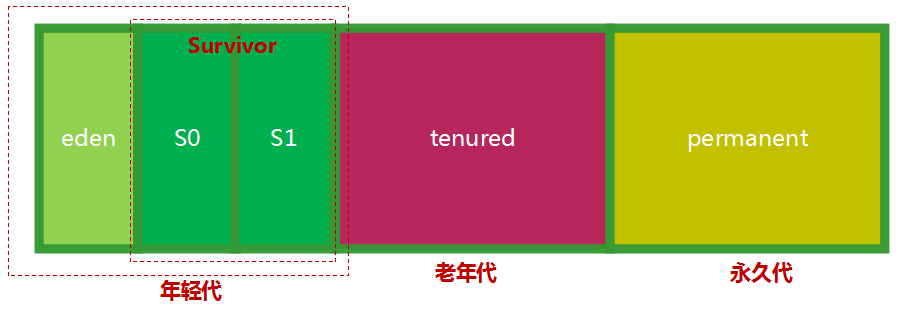 Survivor
eden
S0
S1
tenured
permanent
年轻代
老年代
永久代